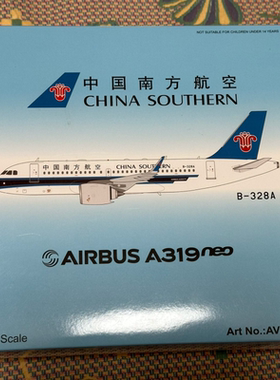 NOT SUITABLE FOR CHILDREN UNDER 14 YEARS
中国南方航空
CHINA SOUTHERN
中国南方航空 CHINA SOUTHERN B-328A
B-328A
AIRBUS A319neo
Scale
Art No.:AV